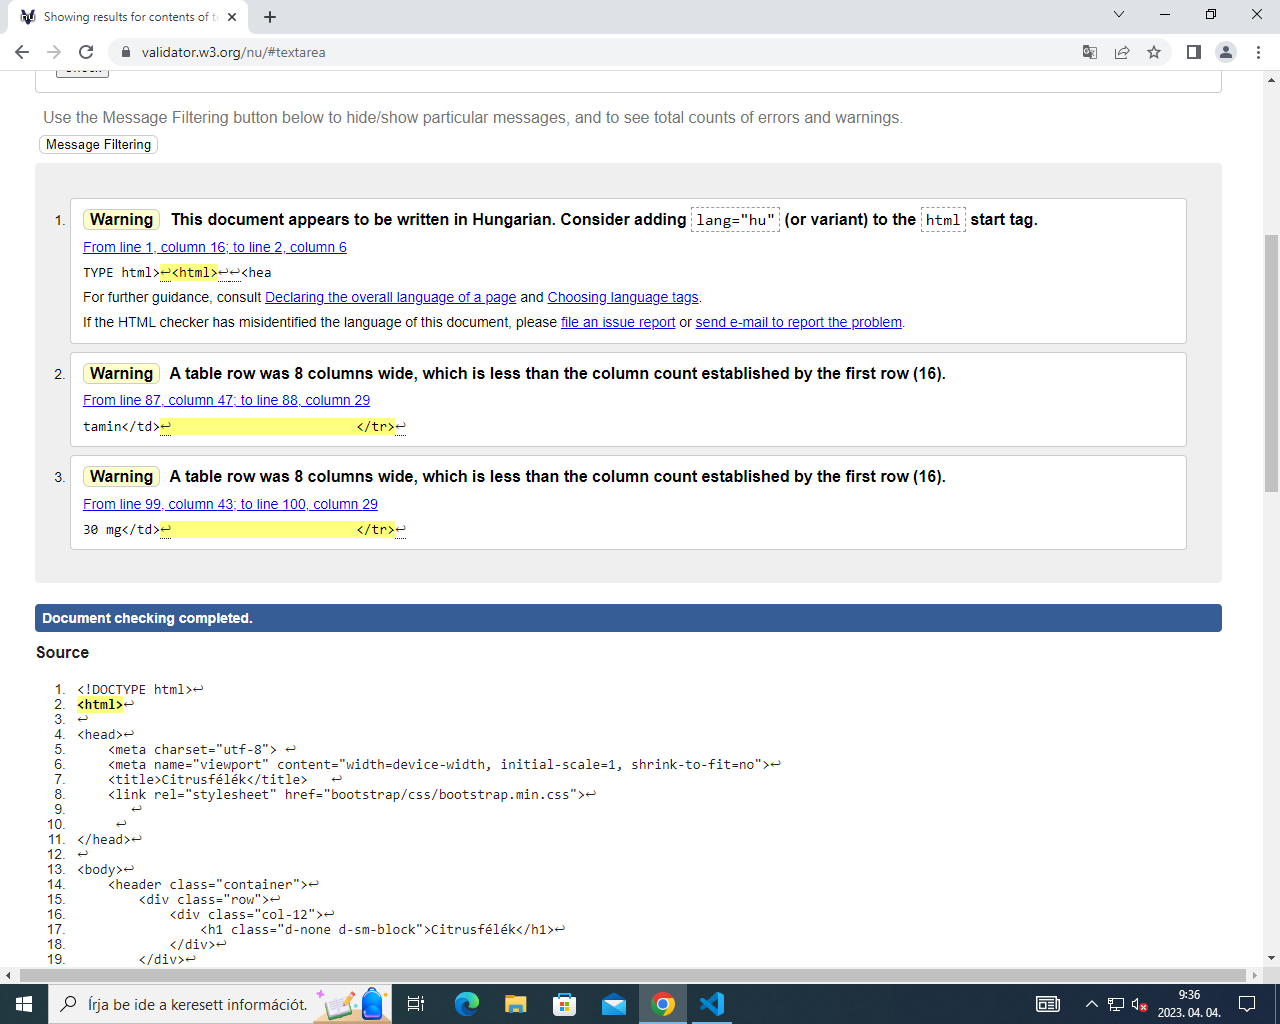 Showing results for contents of t
validator.w3.org/nu/#textarea
Use the Message Filtering button below to hide/show particular messages, and to see total counts of errors and warnings.
Message Filtering
1. Warning This document appears to be written in Hungarian. Consider adding lang="hu" (or variant) to the html start tag.
From line 1, column 16; to line 2, column 6
TYPE html>↩<html>↩↩<hea
For further guidance, consult Declaring the overall language of a page and Choosing language tags.
If the HTML checker has misidentified the language of this document, please file an issue report or send e-mail to report the problem.
2. Warning A table row was 8 columns wide, which is less than the column count established by the first row (16).
From line 87, column 47; to line 88, column 29
tamin</td>↩ </tr>↩
3. Warning A table row was 8 columns wide, which is less than the column count established by the first row (16).
From line 99, column 43; to line 100, column 29
30 mg</td>↩ </tr>↩
Document checking completed.
Source
1. <!DOCTYPE html>↩
2. <html>↩
3. ↩
4. <head>↩
5. <meta charset="utf-8"> ↩
6. <meta name="viewport" content="width=device-width, initial-scale=1, shrink-to-fit=no">↩
7. <title>Citrusfélék</title> ↩
8. <link rel="stylesheet" href="bootstrap/css/bootstrap.min.css">↩
9. ↩
10. ↩
11. </head>↩
12. ↩
13. <body>↩
14. <header class="container">↩
15. <div class="row">↩
16. <div class="col-12">↩
17. <h1 class="d-none d-sm-block">Citrusfélék</h1>↩
18. </div>↩
19. </div>↩
Írja be ide a keresett információt.
9:36
2023. 04. 04.